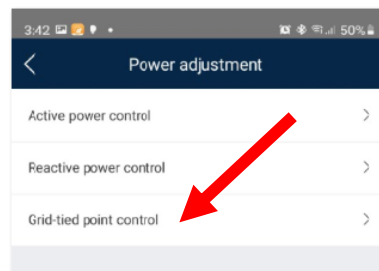 3:42 50%
Power adjustment
Active power control
Reactive power control
Grid-tied point control